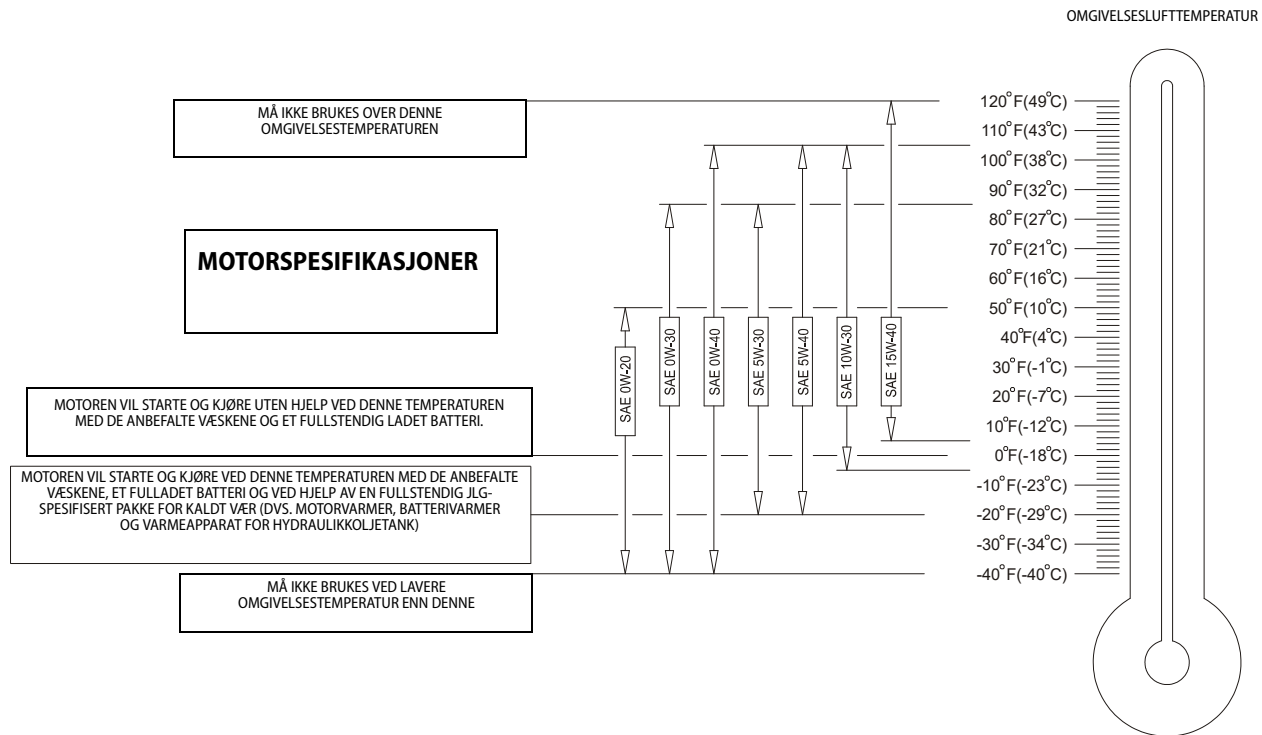 OMGIVELSESLUFTTEMPERATUR
MÅ IKKE BRUKES OVER DENNE
OMGIVELSESTEMPERATUREN
MOTORSPESIFIKASJONER
MOTOREN VIL STARTE OG KJØRE UTEN HJELP VED DENNE TEMPERATUREN
MED DE ANBEFALTE VÆSKENE OG ET FULLSTENDIG LADET BATTERI.
MOTOREN VIL STARTE OG KJØRE VED DENNE TEMPERATUREN MED DE ANBEFALTE
VÆSKENE, ET FULLADET BATTERI OG VED HJELP AV EN FULLSTENDIG JLG-
SPESIFISERT PAKKE FOR KALDT VÆR (DVS. MOTORVARMER, BATTERIVARMER
OG VARMEAPPARAT FOR HYDRAULIKKOLJETANK)
MÅ IKKE BRUKES VED LAVERE
OMGIVELSESTEMPERATUR ENN DENNE
SAE 0W-20
SAE 0W-30
SAE 0W-40
SAE 5W-30
SAE 5W-40
SAE 10W-30
SAE 15W-40
120°F(49°C)
110°F(43°C)
100°F(38°C)
90°F(32°C)
80°F(27°C)
70°F(21°C)
60°F(16°C)
50°F(10°C)
40°F(4°C)
30°F(-1°C)
20°F(-7°C)
10°F(-12°C)
0°F(-18°C)
-10°F(-23°C)
-20°F(-29°C)
-30°F(-34°C)
-40°F(-40°C)